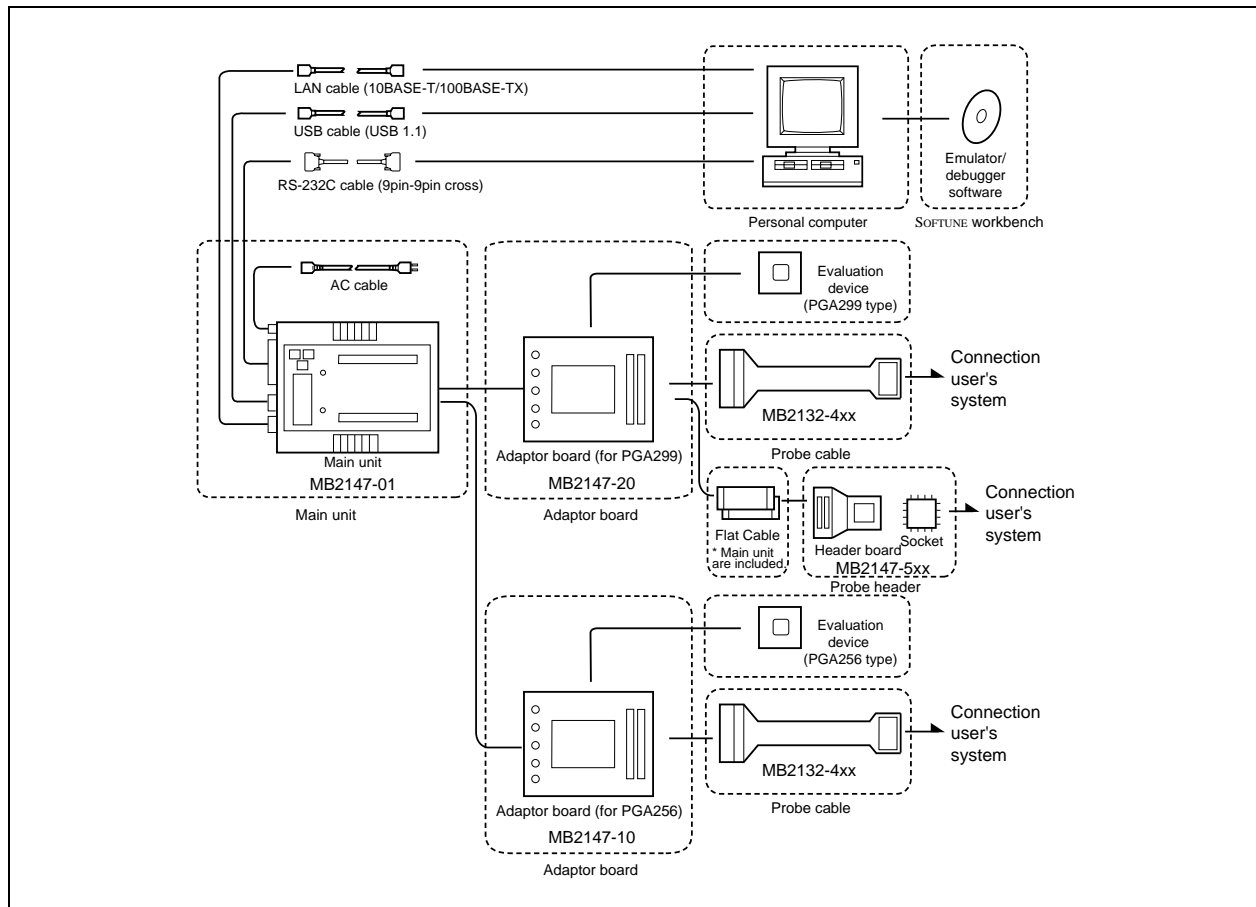 LAN cable (10BASE-T/100BASE-TX)
USB cable (USB 1.1)
RS-232C cable (9pin-9pin cross)
Personal computer
Emulator/
debugger
software
SOFTUNE workbench
AC cable
Main unit
MB2147-01
Main unit
Adaptor board (for PGA299)
MB2147-20
Adaptor board
Evaluation
device
(PGA299 type)
MB2132-4xx
Probe cable
Connection
user's
system
Flat Cable
* Main unit
are included.
Header board
Socket
MB2147-5xx
Probe header
Connection
user's
system
Adaptor board (for PGA256)
MB2147-10
Adaptor board
Evaluation
device
(PGA256 type)
MB2132-4xx
Probe cable
Connection
user's
system